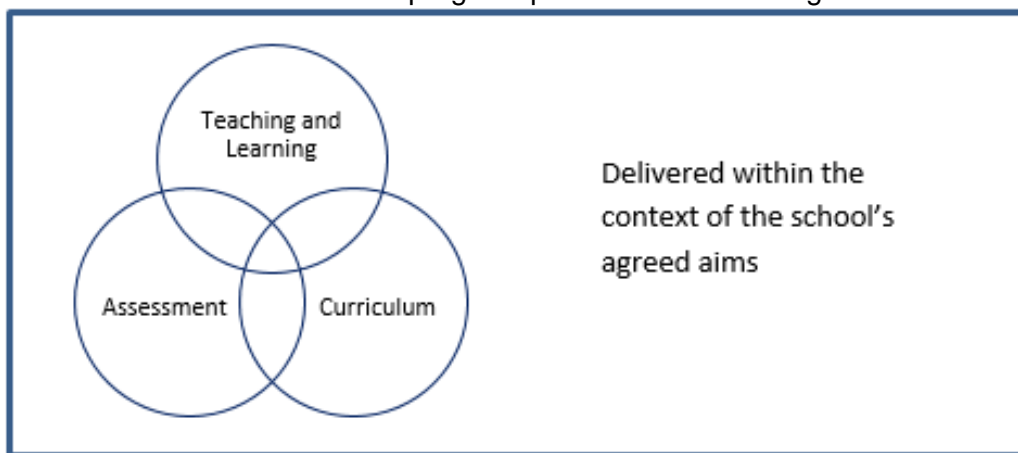 Teaching and
Learning
Assessment
Curriculum
Delivered within the
context of the school's
agreed aims